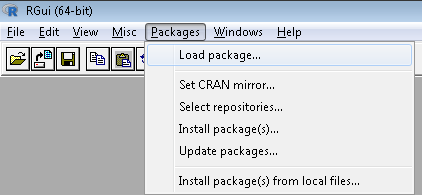 RGui (64-bit)
File Edit View Misc Packages Windows Help
Load package...
Set CRAN mirror...
Select repositories...
Install package(s)...
Update packages...
Install package(s) from local files...